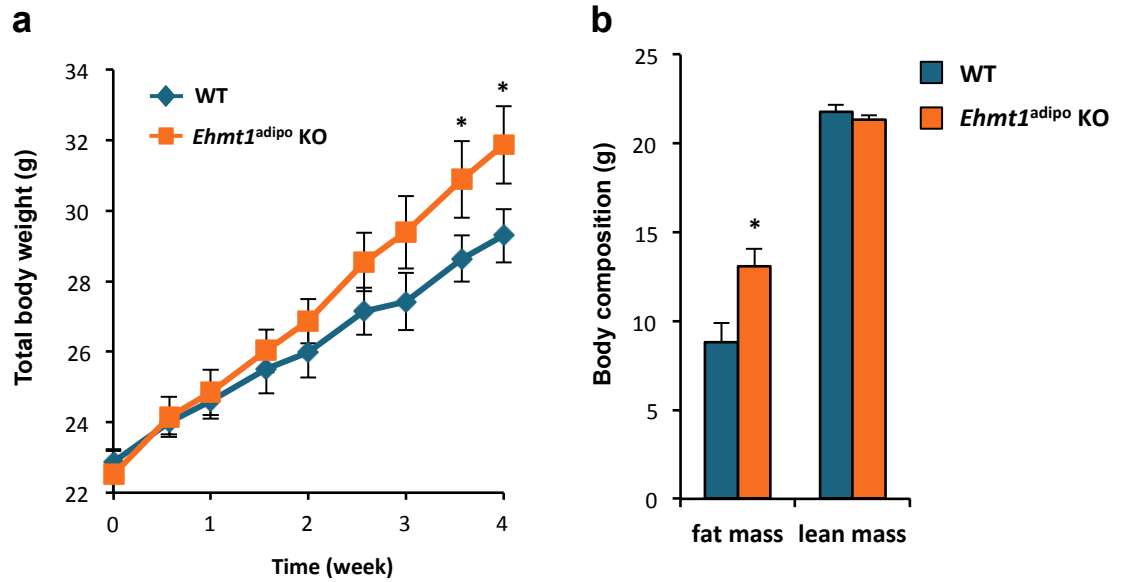 a
Total body weight (g)
34
32
30
28
26
24
22
WT
Ehmt1adipo KO
*
*
0 1 2 3 4
Time (week)
b
Body composition (g)
25
20
15
10
5
0
*
fat mass lean mass
WT
Ehmt1adipo KO